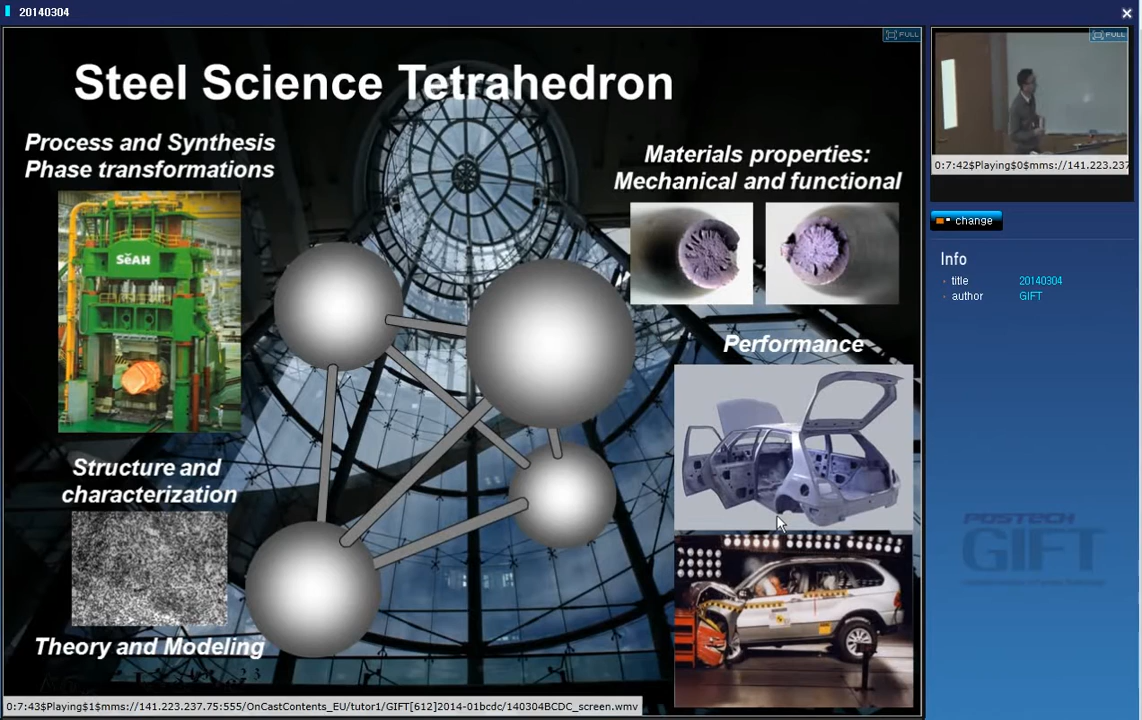 20140304
FULL
Steel Science Tetrahedron
Process and Synthesis
Phase transformations
SeAH
Materials properties:
Mechanical and functional
Performance
Structure and
characterization
Theory and Modeling
0:7:43$Playing$1$mms://141.223.237.75:555/OnCastContents_EU/tutor1/GIFT[612]2014-01bcdc/140304BCDC_screen.wmv
FULL
0:7:42$Playing$0$mms://141.223.237
change
Info
title 20140304
author GIFT
POSTECH
GIFT